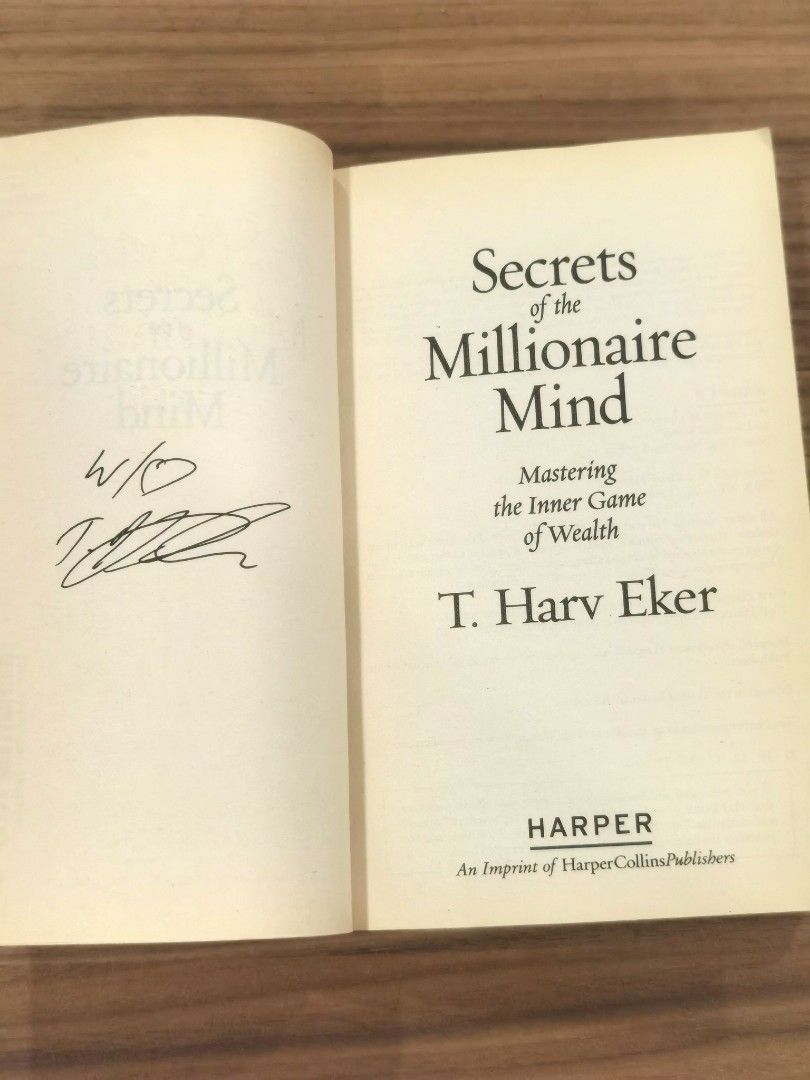 W/
T.
Secrets
of the
Millionaire
Mind
Mastering
the Inner Game
of Wealth
T. Harv Eker
HARPER
An Imprint of HarperCollinsPublishers